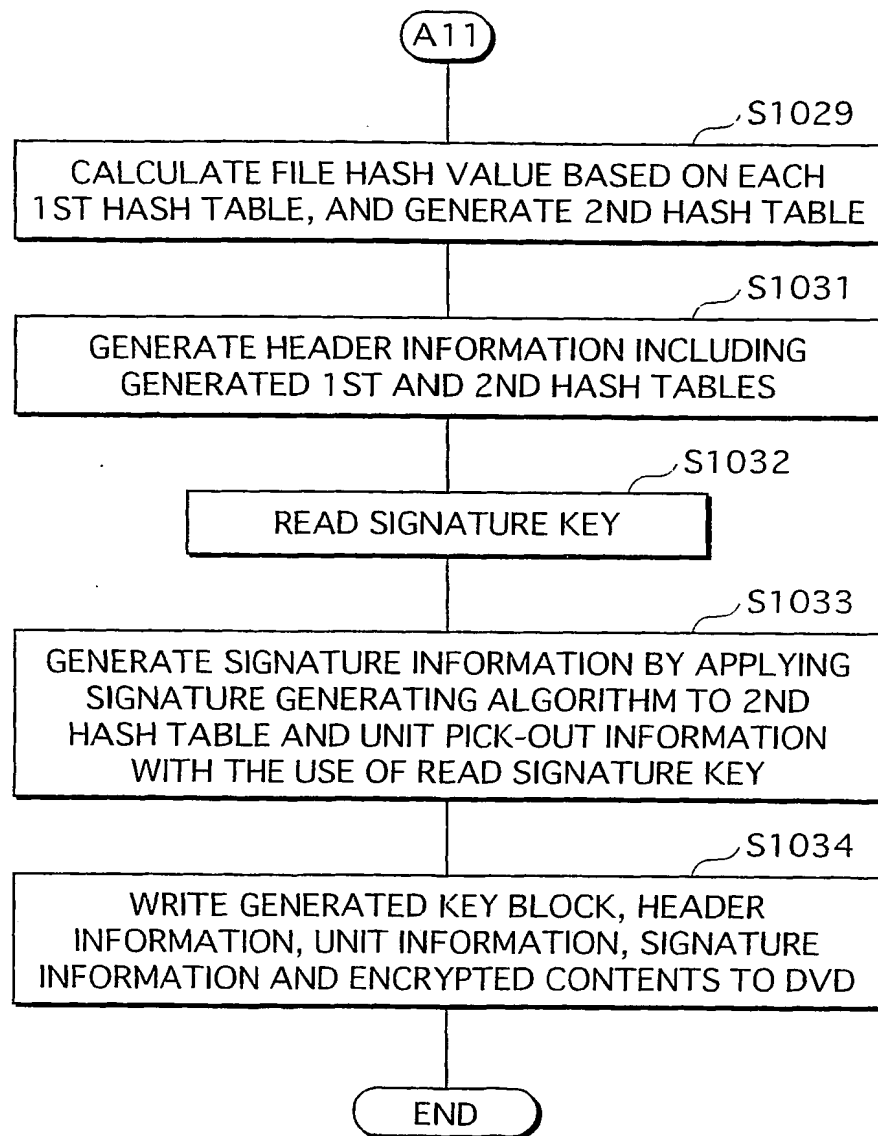 A11
S1029
CALCULATE FILE HASH VALUE BASED ON EACH
1ST HASH TABLE, AND GENERATE 2ND HASH TABLE
S1031
GENERATE HEADER INFORMATION INCLUDING
GENERATED 1ST AND 2ND HASH TABLES
S1032
READ SIGNATURE KEY
S1033
GENERATE SIGNATURE INFORMATION BY APPLYING
SIGNATURE GENERATING ALGORITHM TO 2ND
HASH TABLE AND UNIT PICK-OUT INFORMATION
WITH THE USE OF READ SIGNATURE KEY
S1034
WRITE GENERATED KEY BLOCK, HEADER
INFORMATION, UNIT INFORMATION, SIGNATURE
INFORMATION AND ENCRYPTED CONTENTS TO DVD
END